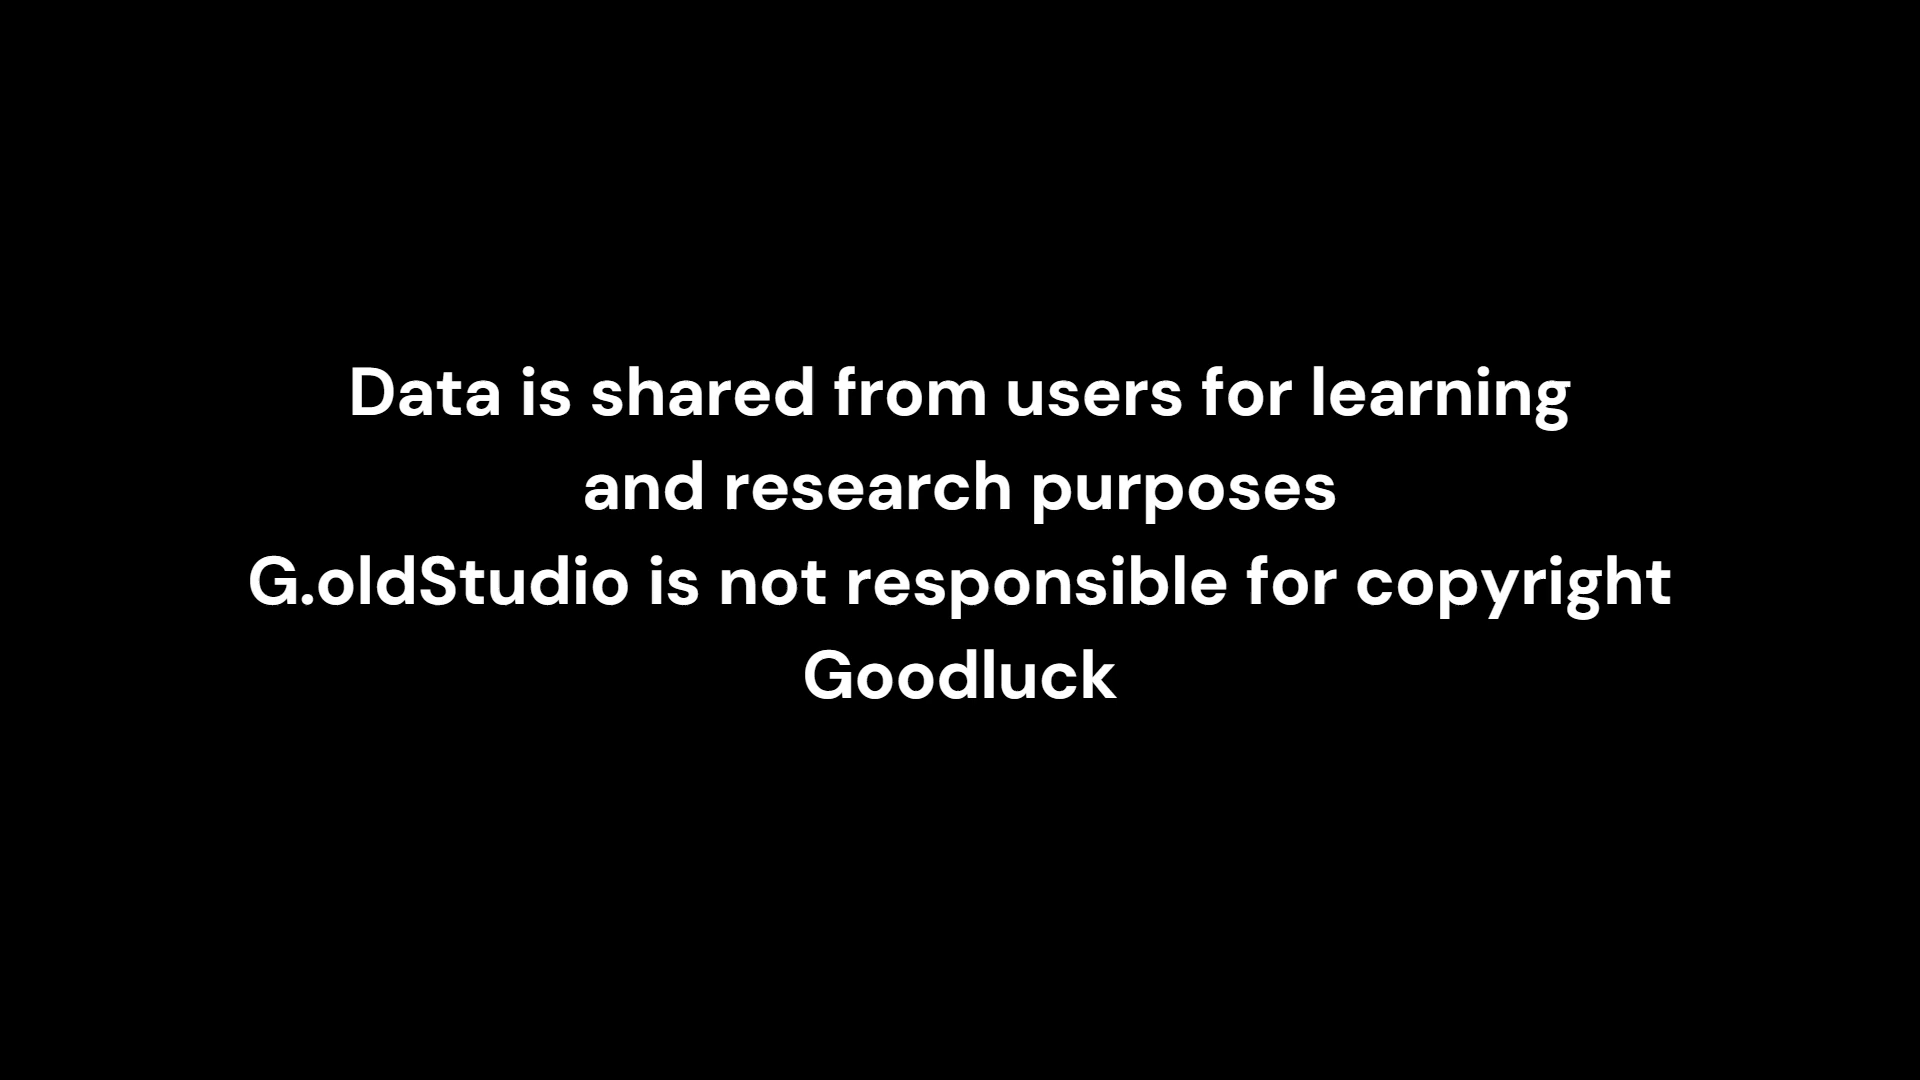 Data is shared from users for learning
and research purposes
G.oldStudio is not responsible for copyright
Goodluck